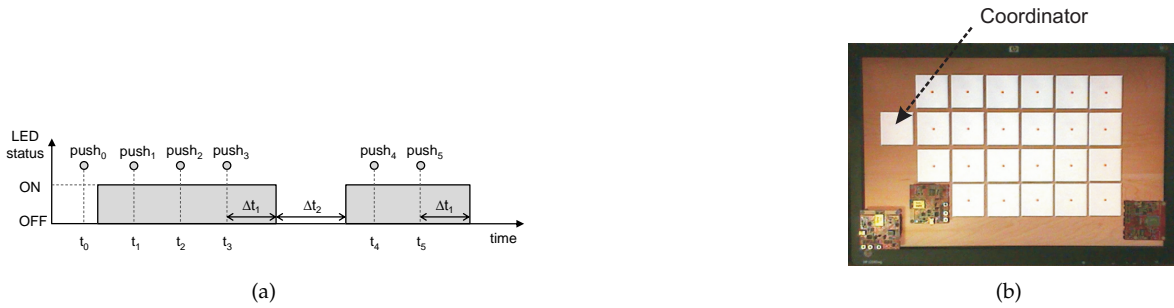 Coordinator
LED
status
push₀ push₁ push₂ push₃ push₄ push₅
ON
Δt₁ Δt₂ Δt₁
OFF
t₀ t₁ t₂ t₃ t₄ t₅ time
(a) (b)